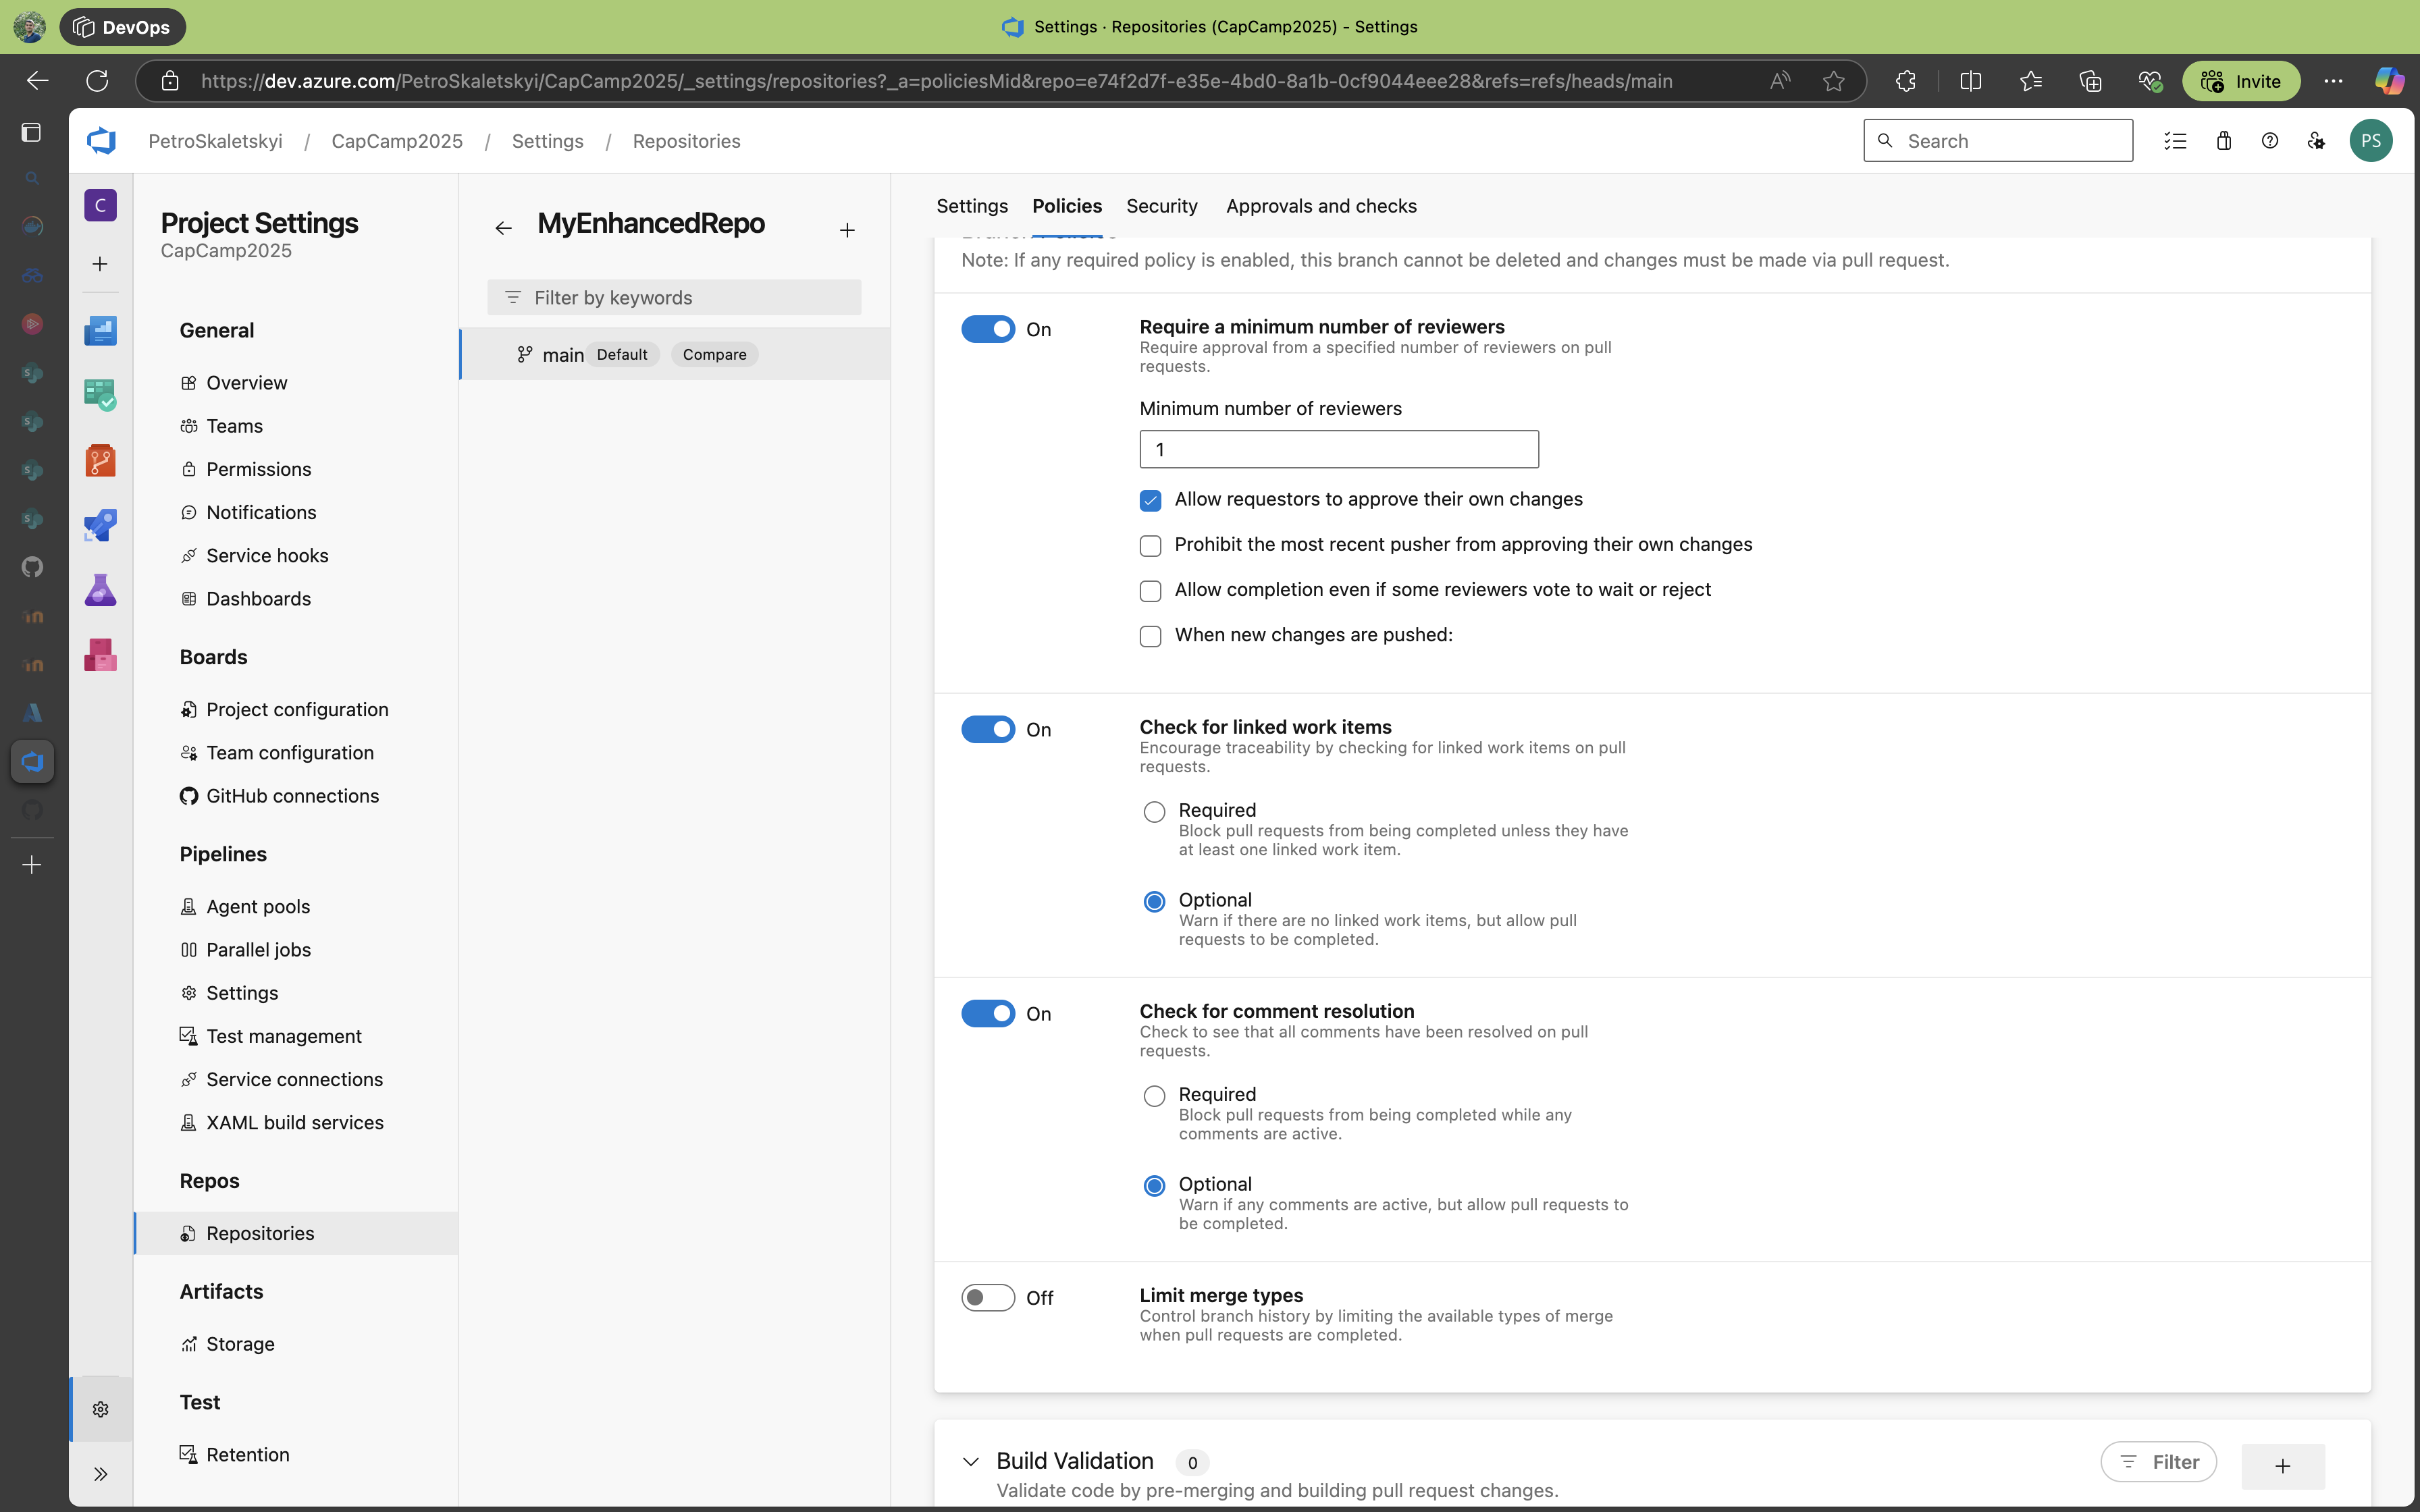 DevOps
Settings · Repositories (CapCamp2025) - Settings
https://dev.azure.com/PetroSkaletskyi/CapCamp2025/_settings/repositories?_a=policiesMid&repo=e74f2d7f-e35e-4bd0-8a1b-0cf9044eee28&refs=refs/heads/main
Invite
PetroSkaletskyi / CapCamp2025 / Settings / Repositories
Search
PS
C
Project Settings
CapCamp2025
General
Overview
Teams
Permissions
Notifications
Service hooks
Dashboards
Boards
Project configuration
Team configuration
GitHub connections
Pipelines
Agent pools
Parallel jobs
Settings
Test management
Service connections
XAML build services
Repos
Repositories
Artifacts
Storage
Test
Retention
MyEnhancedRepo
Filter by keywords
main Default Compare
Settings Policies Security Approvals and checks
Note: If any required policy is enabled, this branch cannot be deleted and changes must be made via pull request.
On
Require a minimum number of reviewers
Require approval from a specified number of reviewers on pull
requests.
Minimum number of reviewers
1
Allow requestors to approve their own changes
Prohibit the most recent pusher from approving their own changes
Allow completion even if some reviewers vote to wait or reject
When new changes are pushed:
On
Check for linked work items
Encourage traceability by checking for linked work items on pull
requests.
Required
Block pull requests from being completed unless they have
at least one linked work item.
Optional
Warn if there are no linked work items, but allow pull
requests to be completed.
On
Check for comment resolution
Check to see that all comments have been resolved on pull
requests.
Required
Block pull requests from being completed while any
comments are active.
Optional
Warn if any comments are active, but allow pull requests to
be completed.
Off
Limit merge types
Control branch history by limiting the available types of merge
when pull requests are completed.
Build Validation 0
Filter
Validate code by pre-merging and building pull request changes.